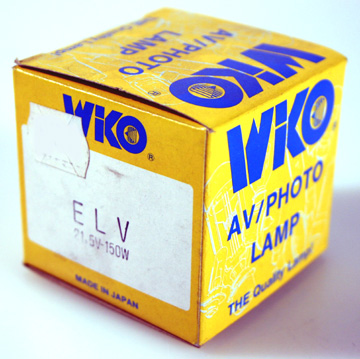 WIKO
AV/PHOTO
LAMP
WIKO®
ELV
21.5V-150W
MADE IN JAPAN
WIKO®
AV/PHOTO
LAMP
THE Quality Lamp!